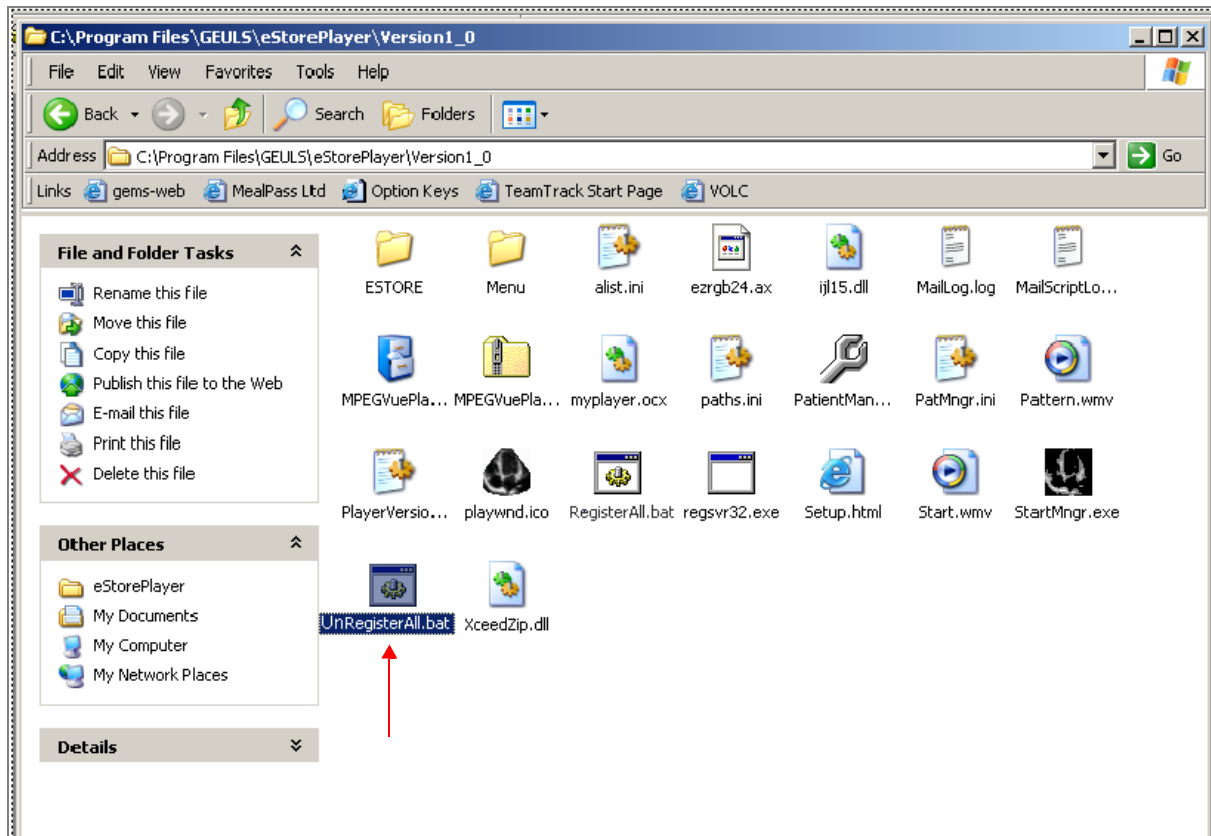 C:\Program Files\GEULS\eStorePlayer\Version1_0
File Edit View Favorites Tools Help
Back Search Folders
Address C:\Program Files\GEULS\eStorePlayer\Version1_0 Go
Links gems-web MealPass Ltd Option Keys TeamTrack Start Page VOLC
File and Folder Tasks
Rename this file
Move this file
Copy this file
Publish this file to the Web
E-mail this file
Print this file
Delete this file
Other Places
eStorePlayer
My Documents
My Computer
My Network Places
Details
ESTORE Menu alist.ini ezrgb24.ax ijl15.dll MailLog.log MailScriptLo...
MPEGVuePla... MPEGVuePla... myplayer.ocx paths.ini PatientMan... PatMngr.ini Pattern.wmv
PlayerVersio... playwnd.ico RegisterAll.bat regsvr32.exe Setup.html Start.wmv StartMngr.exe
UnRegisterAll.bat XceedZip.dll